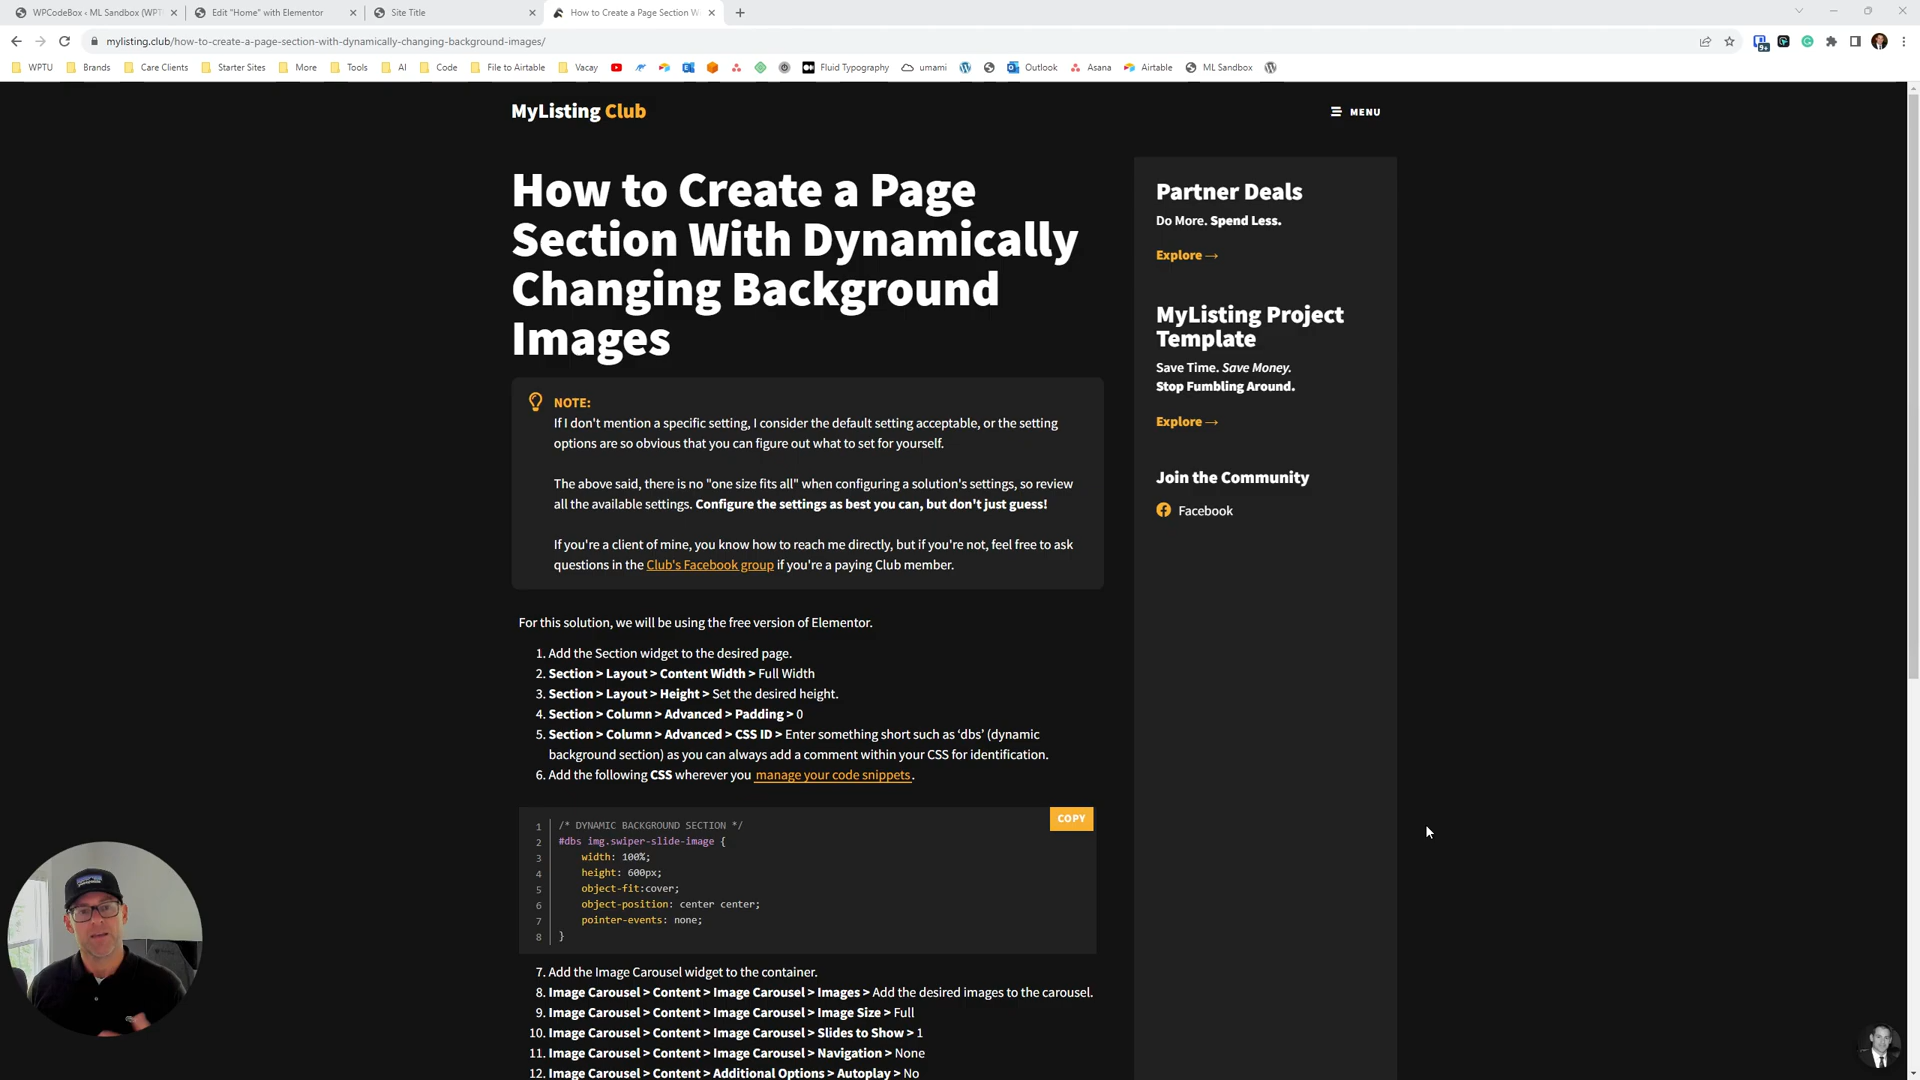 WPCodeBox ‹ ML Sandbox (WPT
Edit "Home" with Elementor
Site Title
How to Create a Page Section W
mylisting.club/how-to-create-a-page-section-with-dynamically-changing-background-images/
9+
WPTU
Brands
Care Clients
Starter Sites
More
Tools
AI
Code
File to Airtable
Vacay
Fluid Typography
umami
Outlook
Asana
Airtable
ML Sandbox
MyListing Club
MENU
How to Create a Page
Section With Dynamically
Changing Background
Images
NOTE:
If I don't mention a specific setting, I consider the default setting acceptable, or the setting
options are so obvious that you can figure out what to set for yourself.
The above said, there is no "one size fits all" when configuring a solution's settings, so review
all the available settings. Configure the settings as best you can, but don't just guess!
If you're a client of mine, you know how to reach me directly, but if you're not, feel free to ask
questions in the Club's Facebook group if you're a paying Club member.
For this solution, we will be using the free version of Elementor.
1. Add the Section widget to the desired page.
2. Section > Layout > Content Width > Full Width
3. Section > Layout > Height > Set the desired height.
4. Section > Column > Advanced > Padding > 0
5. Section > Column > Advanced > CSS ID > Enter something short such as ‘dbs’ (dynamic
background section) as you can always add a comment within your CSS for identification.
6. Add the following CSS wherever you manage your code snippets.
COPY
1 /* DYNAMIC BACKGROUND SECTION */
2 #dbs img.swiper-slide-image {
3 width: 100%;
4 height: 600px;
5 object-fit:cover;
6 object-position: center center;
7 pointer-events: none;
8 }
7. Add the Image Carousel widget to the container.
8. Image Carousel > Content > Image Carousel > Images > Add the desired images to the carousel.
9. Image Carousel > Content > Image Carousel > Image Size > Full
10. Image Carousel > Content > Image Carousel > Slides to Show > 1
11. Image Carousel > Content > Image Carousel > Navigation > None
12. Image Carousel > Content > Additional Options > Autoplay > No
Partner Deals
Do More. Spend Less.
Explore →
MyListing Project
Template
Save Time. Save Money.
Stop Fumbling Around.
Explore →
Join the Community
Facebook